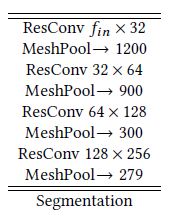 ResConv f_in × 32
MeshPool→ 1200
ResConv 32 × 64
MeshPool→ 900
ResConv 64 × 128
MeshPool→ 300
ResConv 128 × 256
MeshPool→ 279
Segmentation